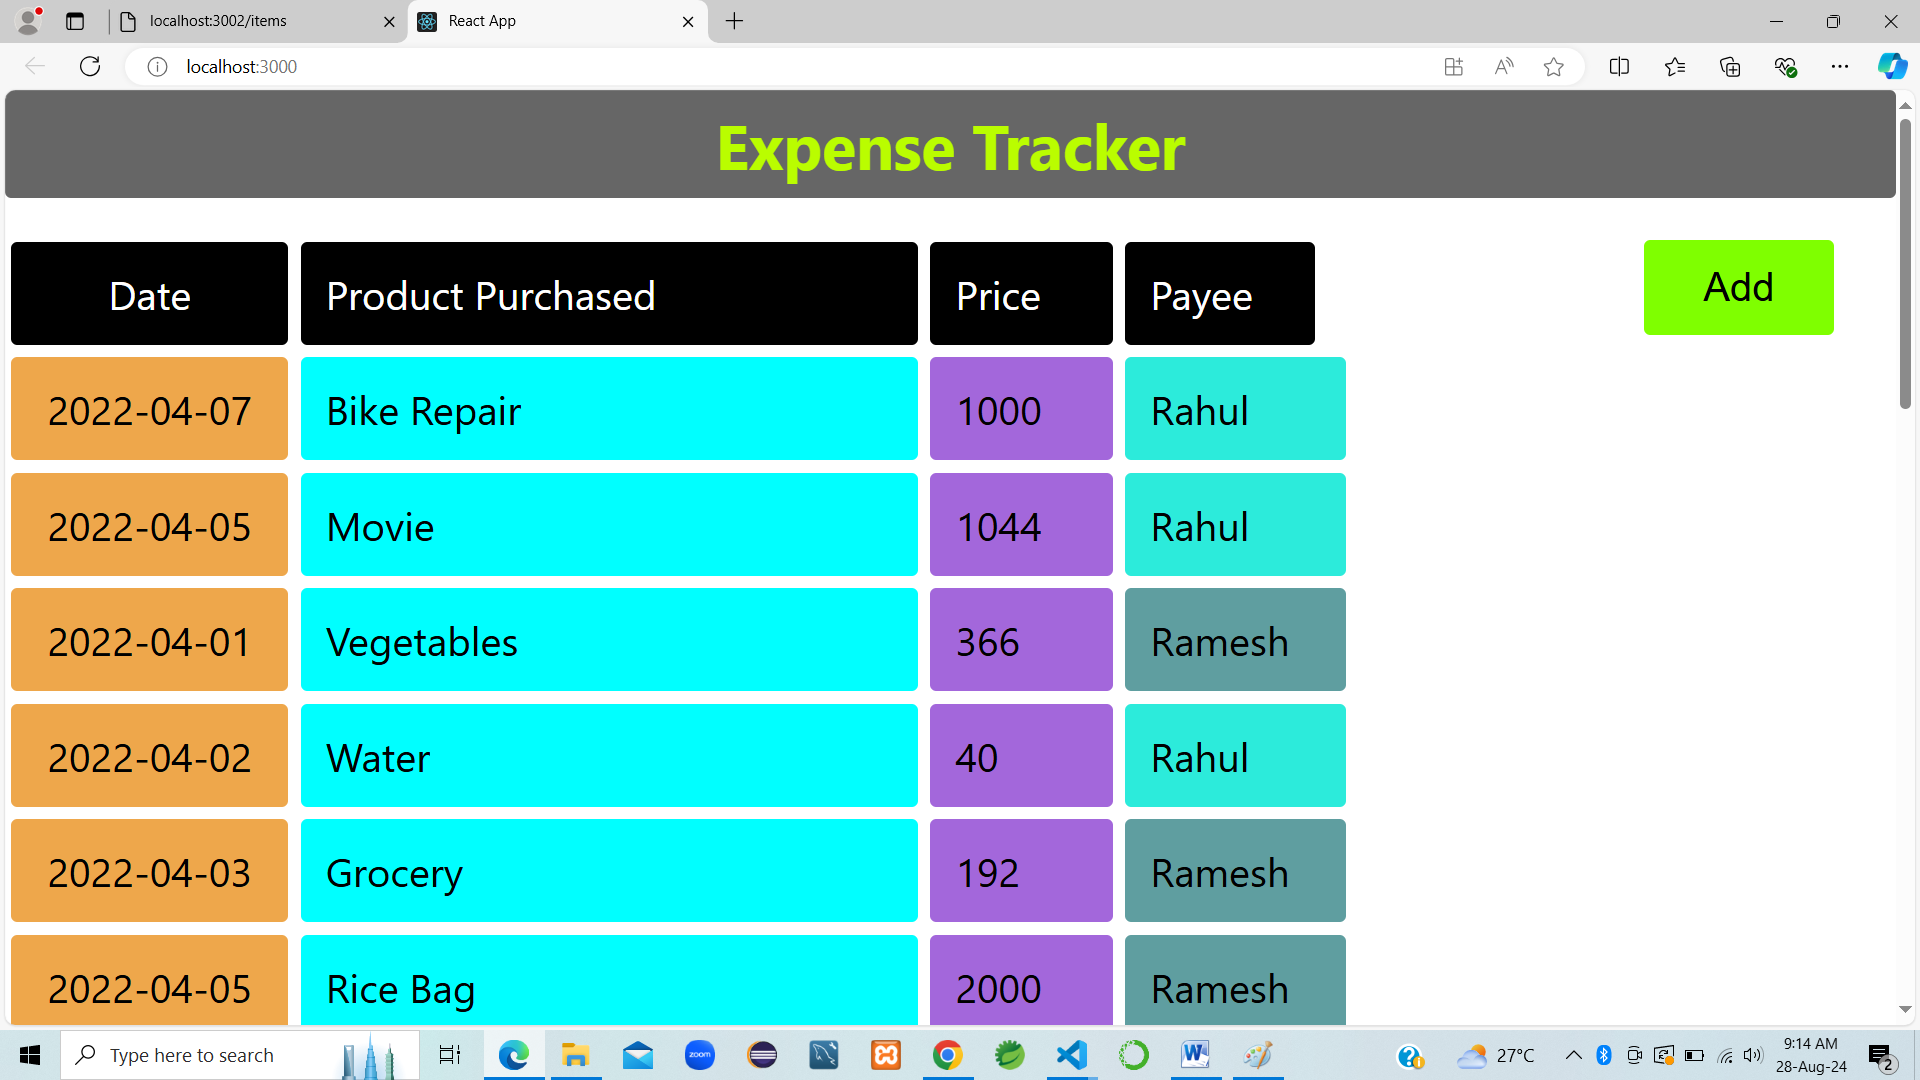 localhost:3002/items
React App
localhost:3000
Expense Tracker
Date Product Purchased Price Payee Add
2022-04-07 Bike Repair 1000 Rahul
2022-04-05 Movie 1044 Rahul
2022-04-01 Vegetables 366 Ramesh
2022-04-02 Water 40 Rahul
2022-04-03 Grocery 192 Ramesh
2022-04-05 Rice Bag 2000 Ramesh
Type here to search
zoom
27°C
9:14 AM
28-Aug-24
2